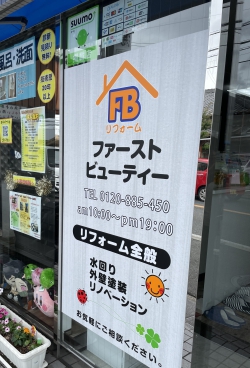 suumo
呂・洗面
FB
リフォーム
ファースト
ビューティー
TEL 0120-885-450
am10:00～pm19:00
リフォーム全般
水回り
外壁塗装
リノベーション
お気軽にご相談ください。